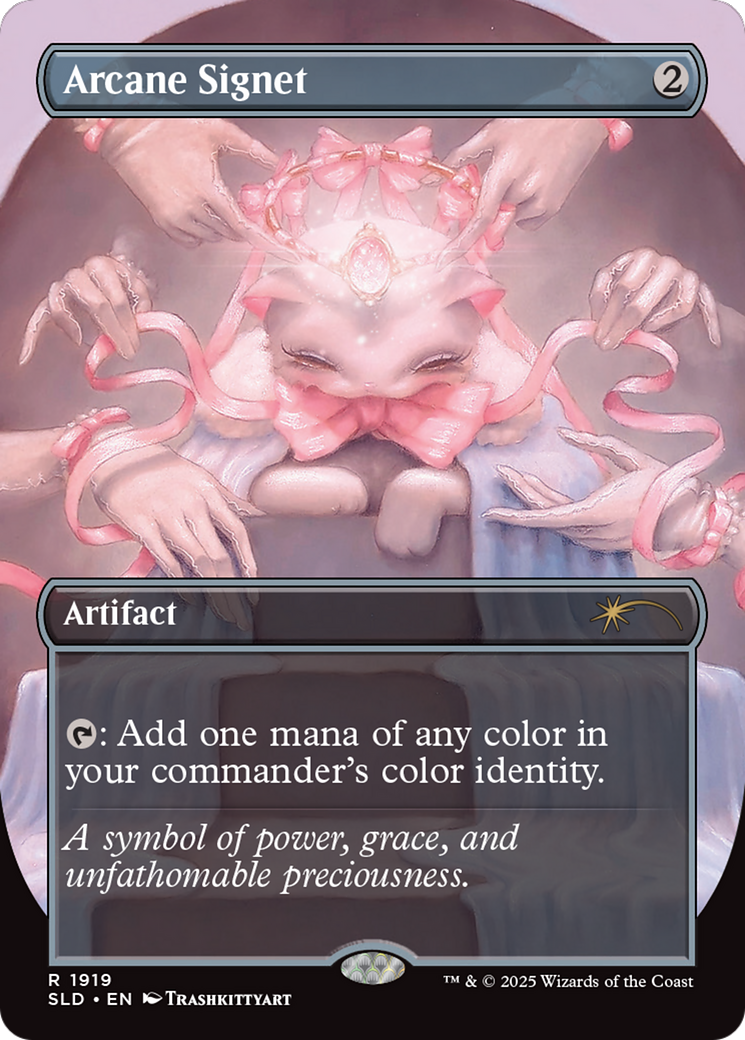 Arcane Signet 2
Artifact
: Add one mana of any color in
your commander's color identity.
A symbol of power, grace, and
unfathomable preciousness.
R 1919
SLD • EN TRASHKITTYART
™ & © 2025 Wizards of the Coast